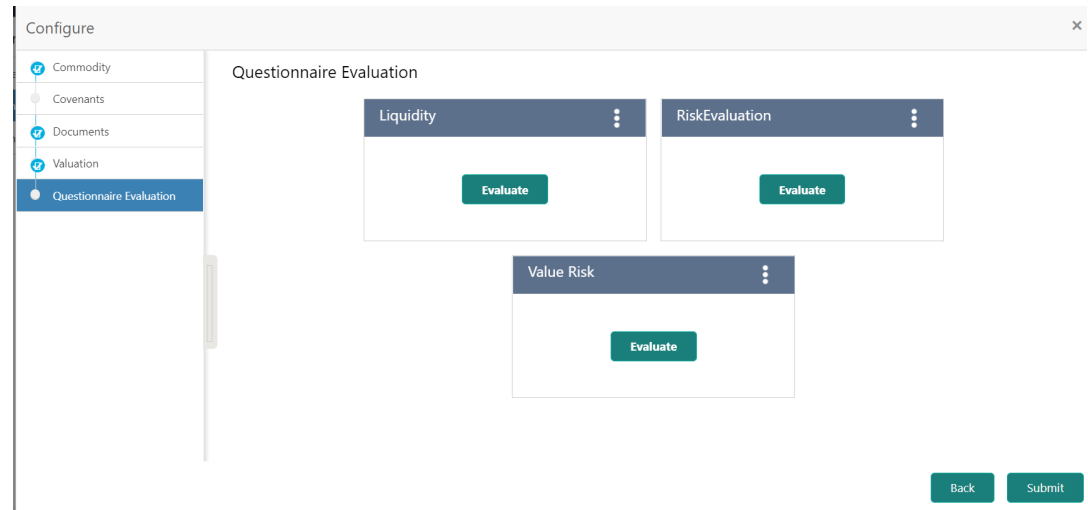 Configure
×
Commodity
Covenants
Documents
Valuation
Questionnaire Evaluation
Questionnaire Evaluation
Liquidity
RiskEvaluation
Evaluate
Evaluate
Value Risk
Evaluate
Back
Submit